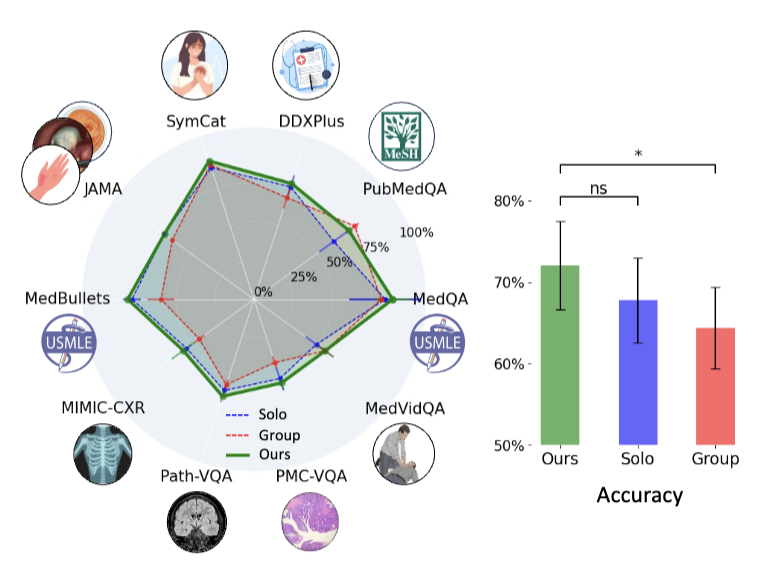 SymCat
DDXPlus
MeSH
JAMA
PubMedQA
100%
75%
50%
25%
0%
MedBullets
MedQA
USMLE
USMLE
MIMIC-CXR
MedVidQA
Solo
Group
Ours
Path-VQA
PMC-VQA
*
ns
80%
70%
60%
50%
Ours
Solo
Group
Accuracy